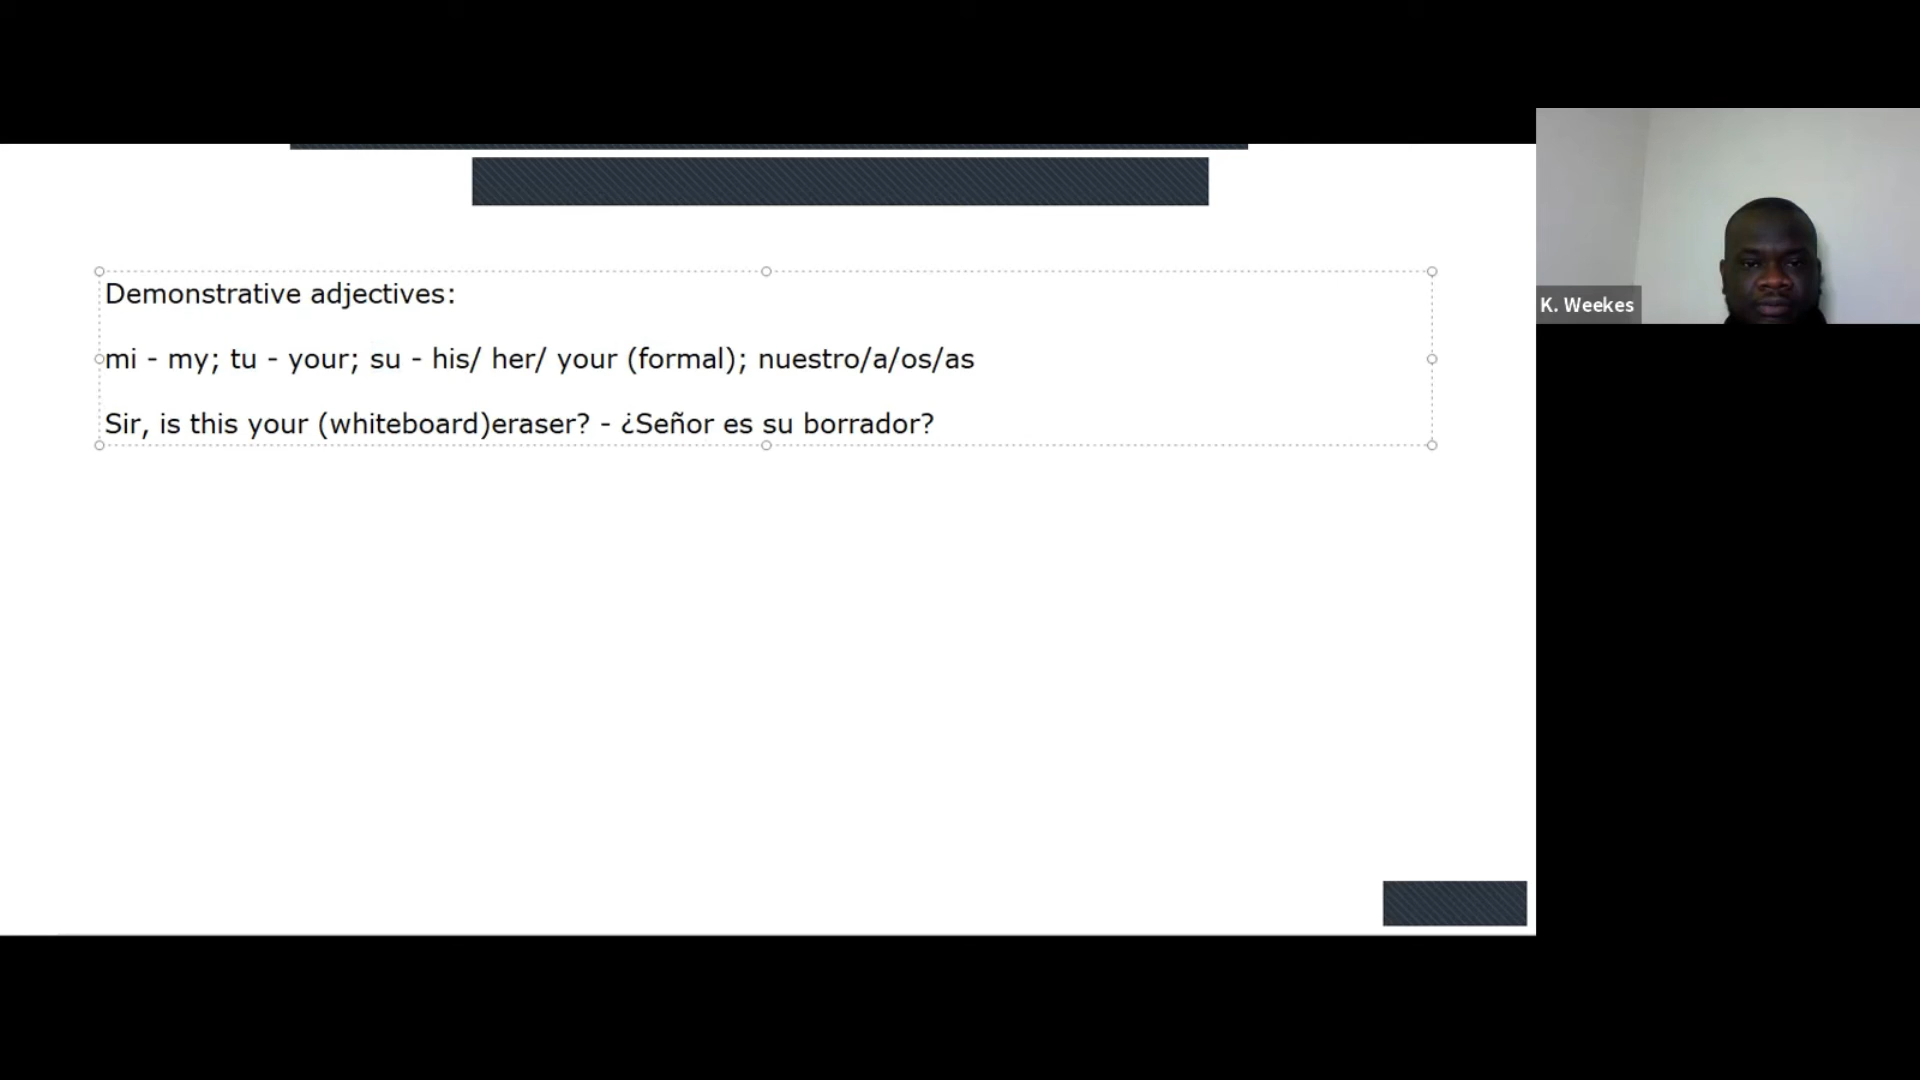 Demonstrative adjectives:
mi - my; tu - your; su - his/ her/ your (formal); nuestro/a/os/as
Sir, is this your (whiteboard)eraser? - ¿Señor es su borrador?
K. Weekes